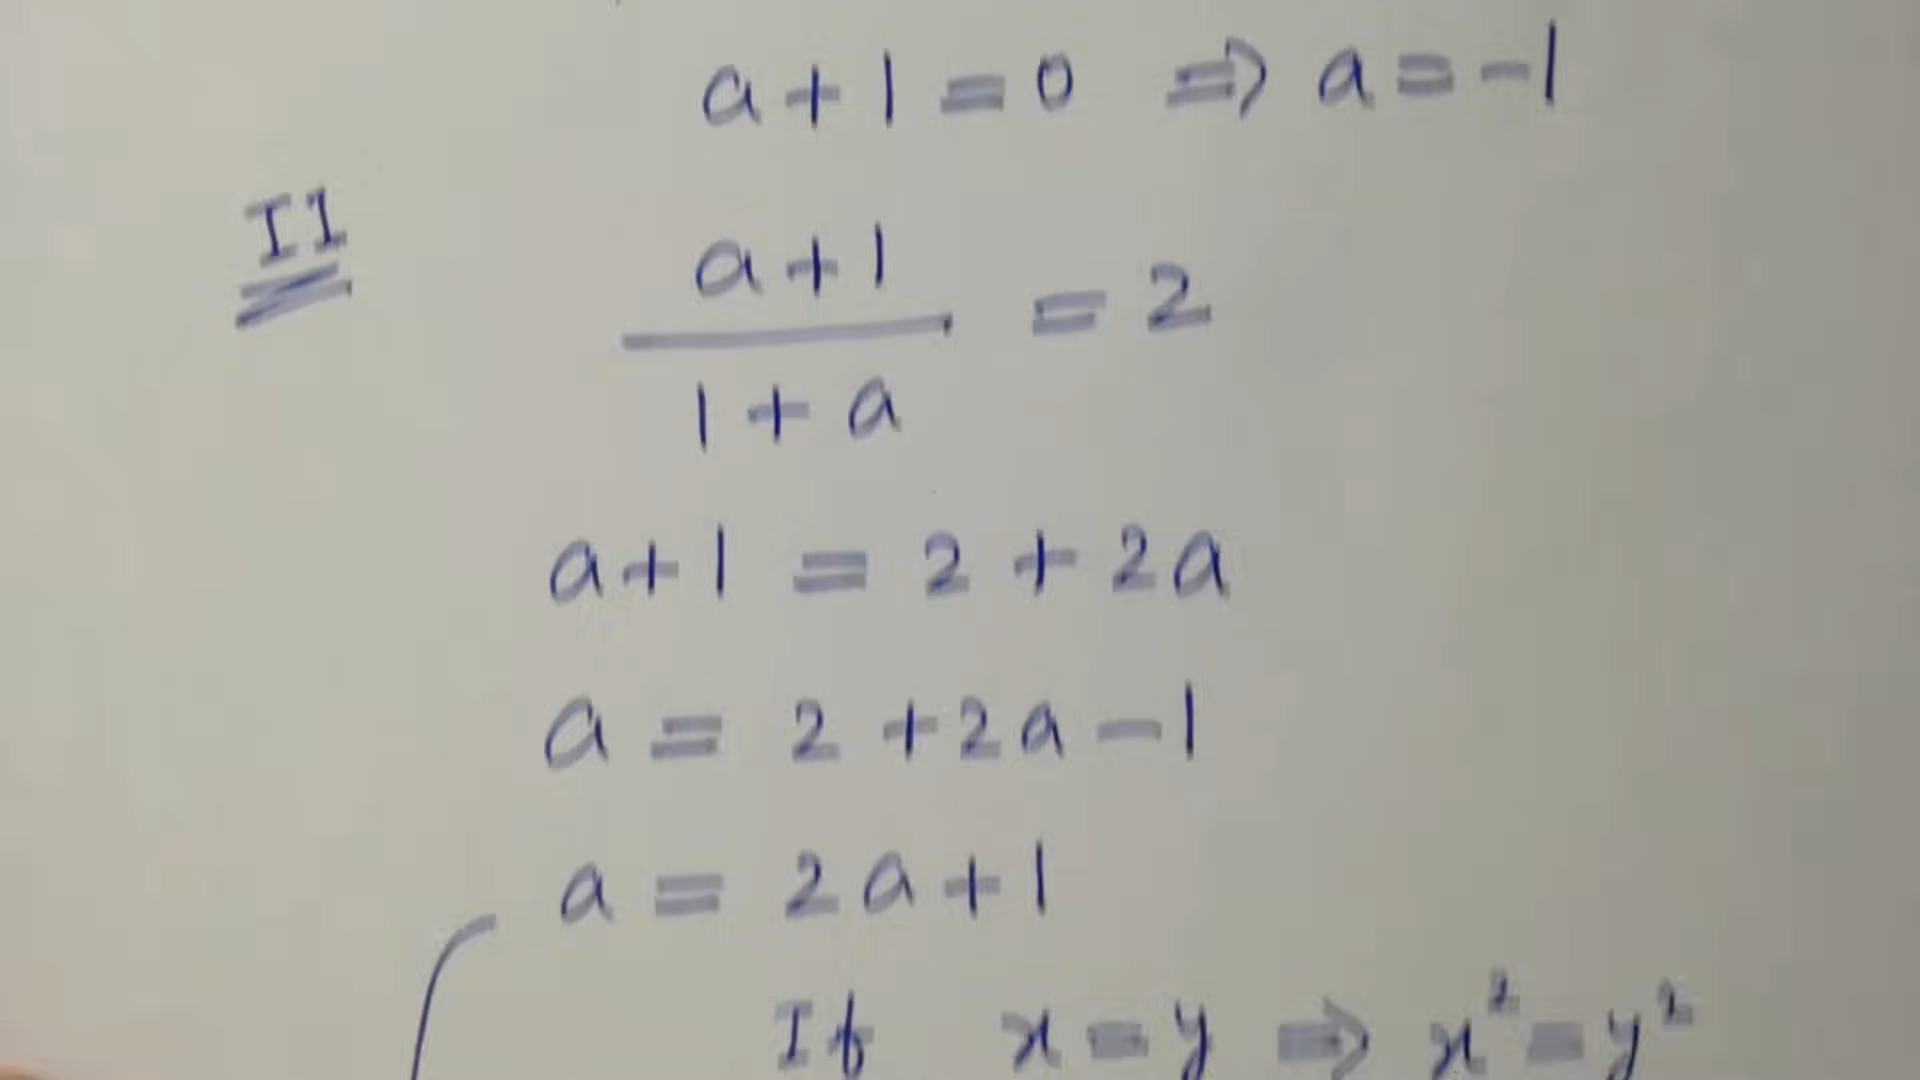 a + 1 = 0 ⇒ a = -1
II
a + 1
1 + a
= 2
a + 1 = 2 + 2a
a = 2 + 2a - 1
a = 2a + 1
If x = y ⇒ x² = y²